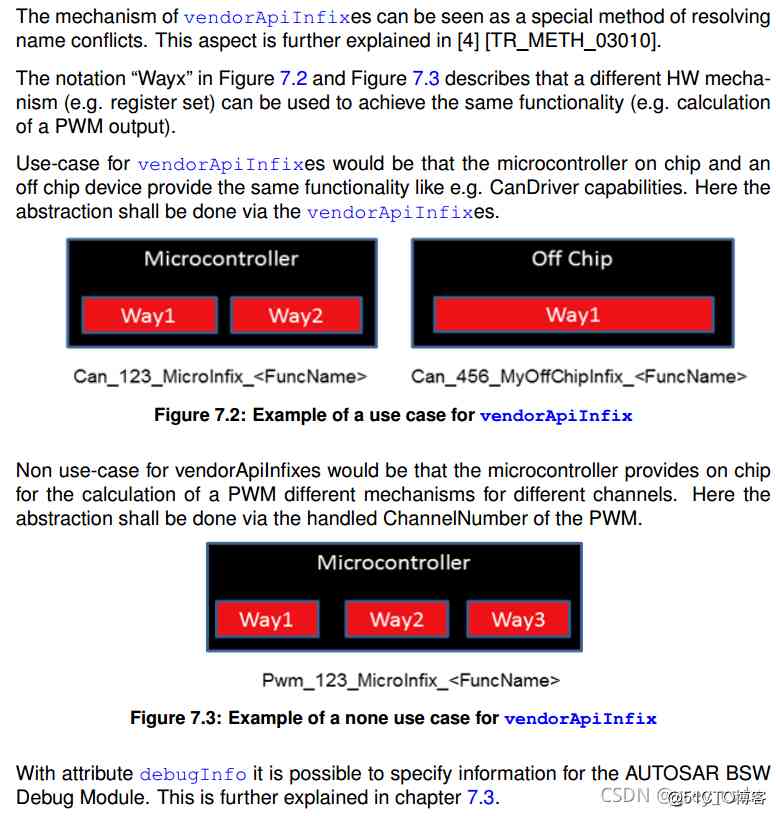 The mechanism of vendorApiInfixes can be seen as a special method of resolving
name conflicts. This aspect is further explained in [4] [TR_METH_03010].
The notation “Wayx” in Figure 7.2 and Figure 7.3 describes that a different HW mecha-
nism (e.g. register set) can be used to achieve the same functionality (e.g. calculation
of a PWM output).
Use-case for vendorApiInfixes would be that the microcontroller on chip and an
off chip device provide the same functionality like e.g. CanDriver capabilities. Here the
abstraction shall be done via the vendorApiInfixes.
Microcontroller
Way1 Way2
Can_123_MicroInfix_<FuncName>
Off Chip
Way1
Can_456_MyOffChipInfix_<FuncName>
Figure 7.2: Example of a use case for vendorApiInfix
Non use-case for vendorApiInfixes would be that the microcontroller provides on chip
for the calculation of a PWM different mechanisms for different channels. Here the
abstraction shall be done via the handled ChannelNumber of the PWM.
Microcontroller
Way1 Way2 Way3
Pwm_123_MicroInfix_<FuncName>
Figure 7.3: Example of a none use case for vendorApiInfix
With attribute debugInfo it is possible to specify information for the AUTOSAR BSW
Debug Module. This is further explained in chapter 7.3.
CSDN
@51CTO博客